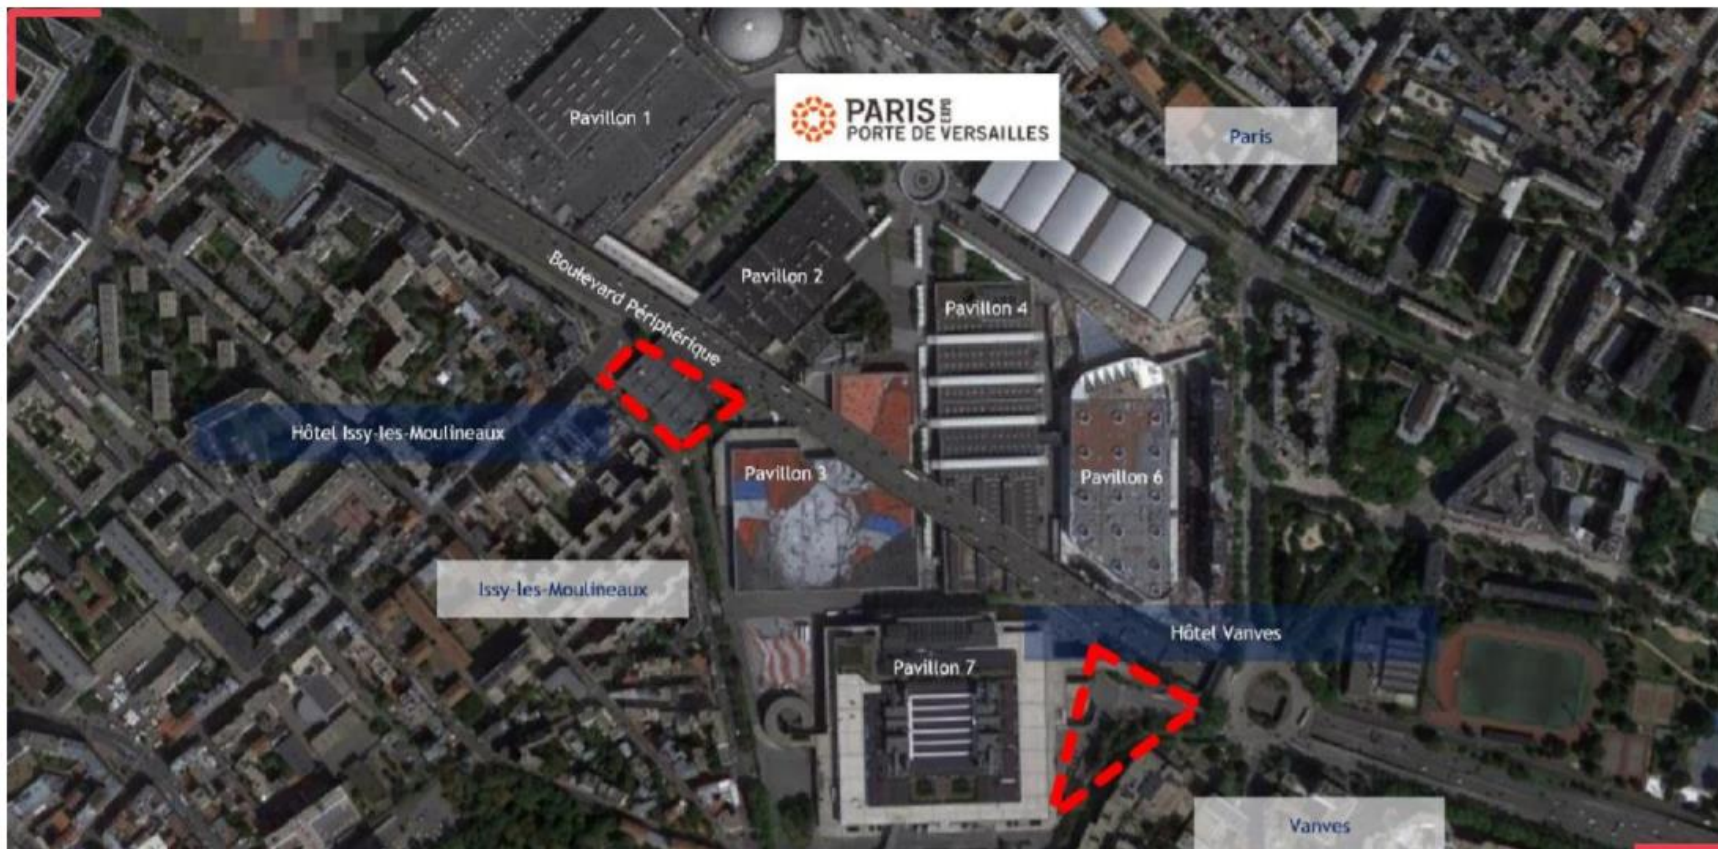 Pavillon 1
PARIS EXPO
PORTE DE VERSAILLES
Paris
Boulevard Périphérique
Pavillon 2
Pavillon 4
Hôtel Issy-les-Moulineaux
Pavillon 3
Pavillon 6
Issy-les-Moulineaux
Hôtel Vanves
Pavillon 7
Vanves